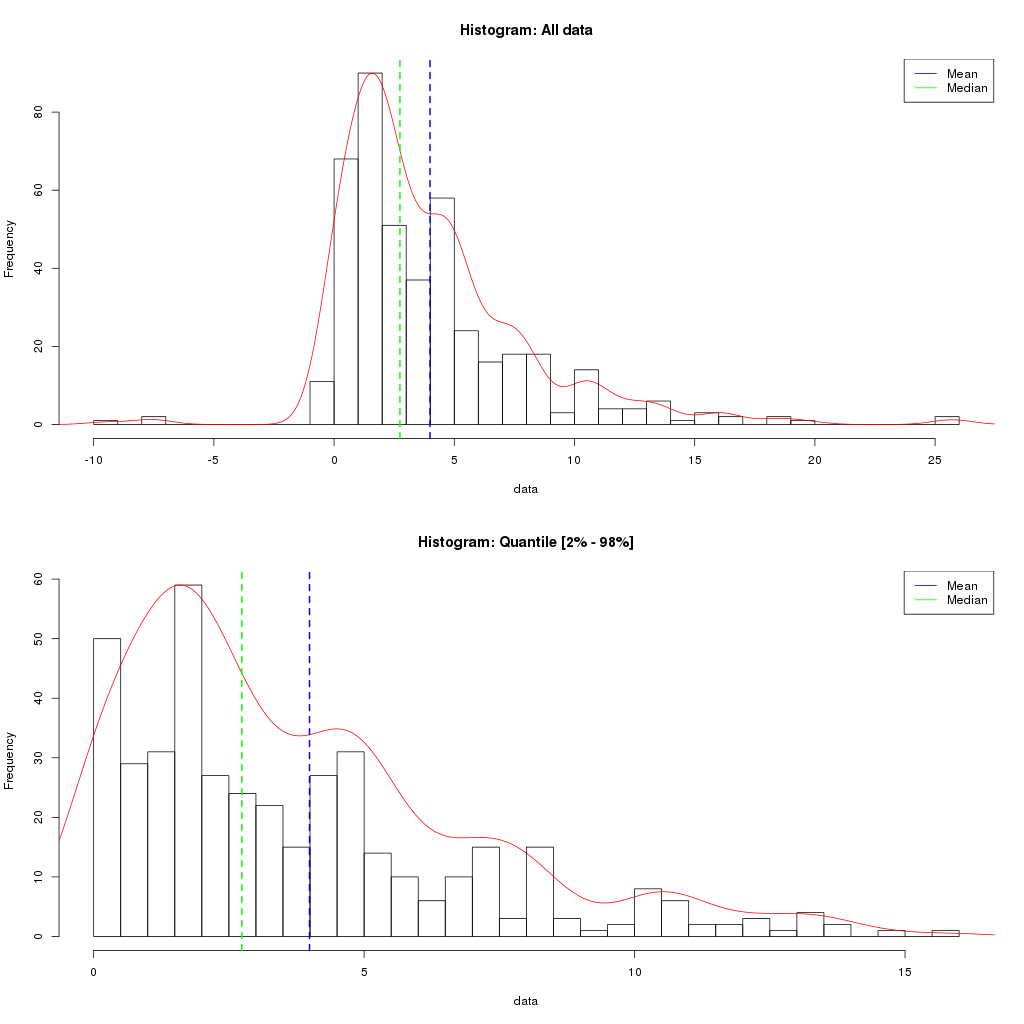 Histogram: All data
Mean
Median
Frequency
0 20 40 60 80
-10 -5 0 5 10 15 20 25
data
Histogram: Quantile [2% - 98%]
Mean
Median
Frequency
0 10 20 30 40 50 60
0 5 10 15
data